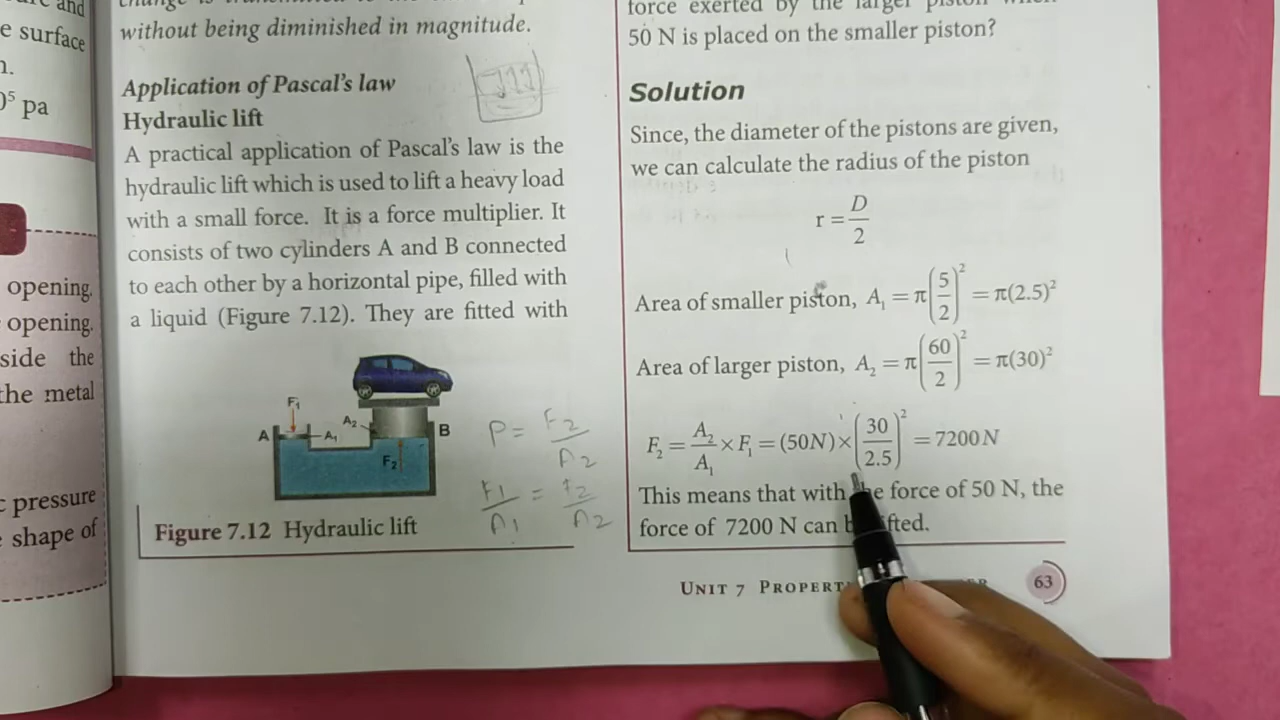 and
e surface
n.
0⁵ pa
opening.
opening.
side the
the metal
c pressure
e shape of
without being diminished in magnitude.
Application of Pascal's law
Hydraulic lift
A practical application of Pascal's law is the
hydraulic lift which is used to lift a heavy load
with a small force. It is a force multiplier. It
consists of two cylinders A and B connected
to each other by a horizontal pipe, filled with
a liquid (Figure 7.12). They are fitted with
F₁
A
A₁
A₂
B
F₂
P = F₂/A₂
F₁/A₁ = F₂/A₂
Figure 7.12 Hydraulic lift
force exerted by the larger piston
50 N is placed on the smaller piston?
Solution
Since, the diameter of the pistons are given,
we can calculate the radius of the piston
r = D/2
Area of smaller piston, A₁ = π(5/2)² = π(2.5)²
Area of larger piston, A₂ = π(60/2)² = π(30)²
F₂ = A₂/A₁ × F₁ = (50N) × (30/2.5)² = 7200 N
This means that with the force of 50 N, the
force of 7200 N can be lifted.
UNIT 7 63